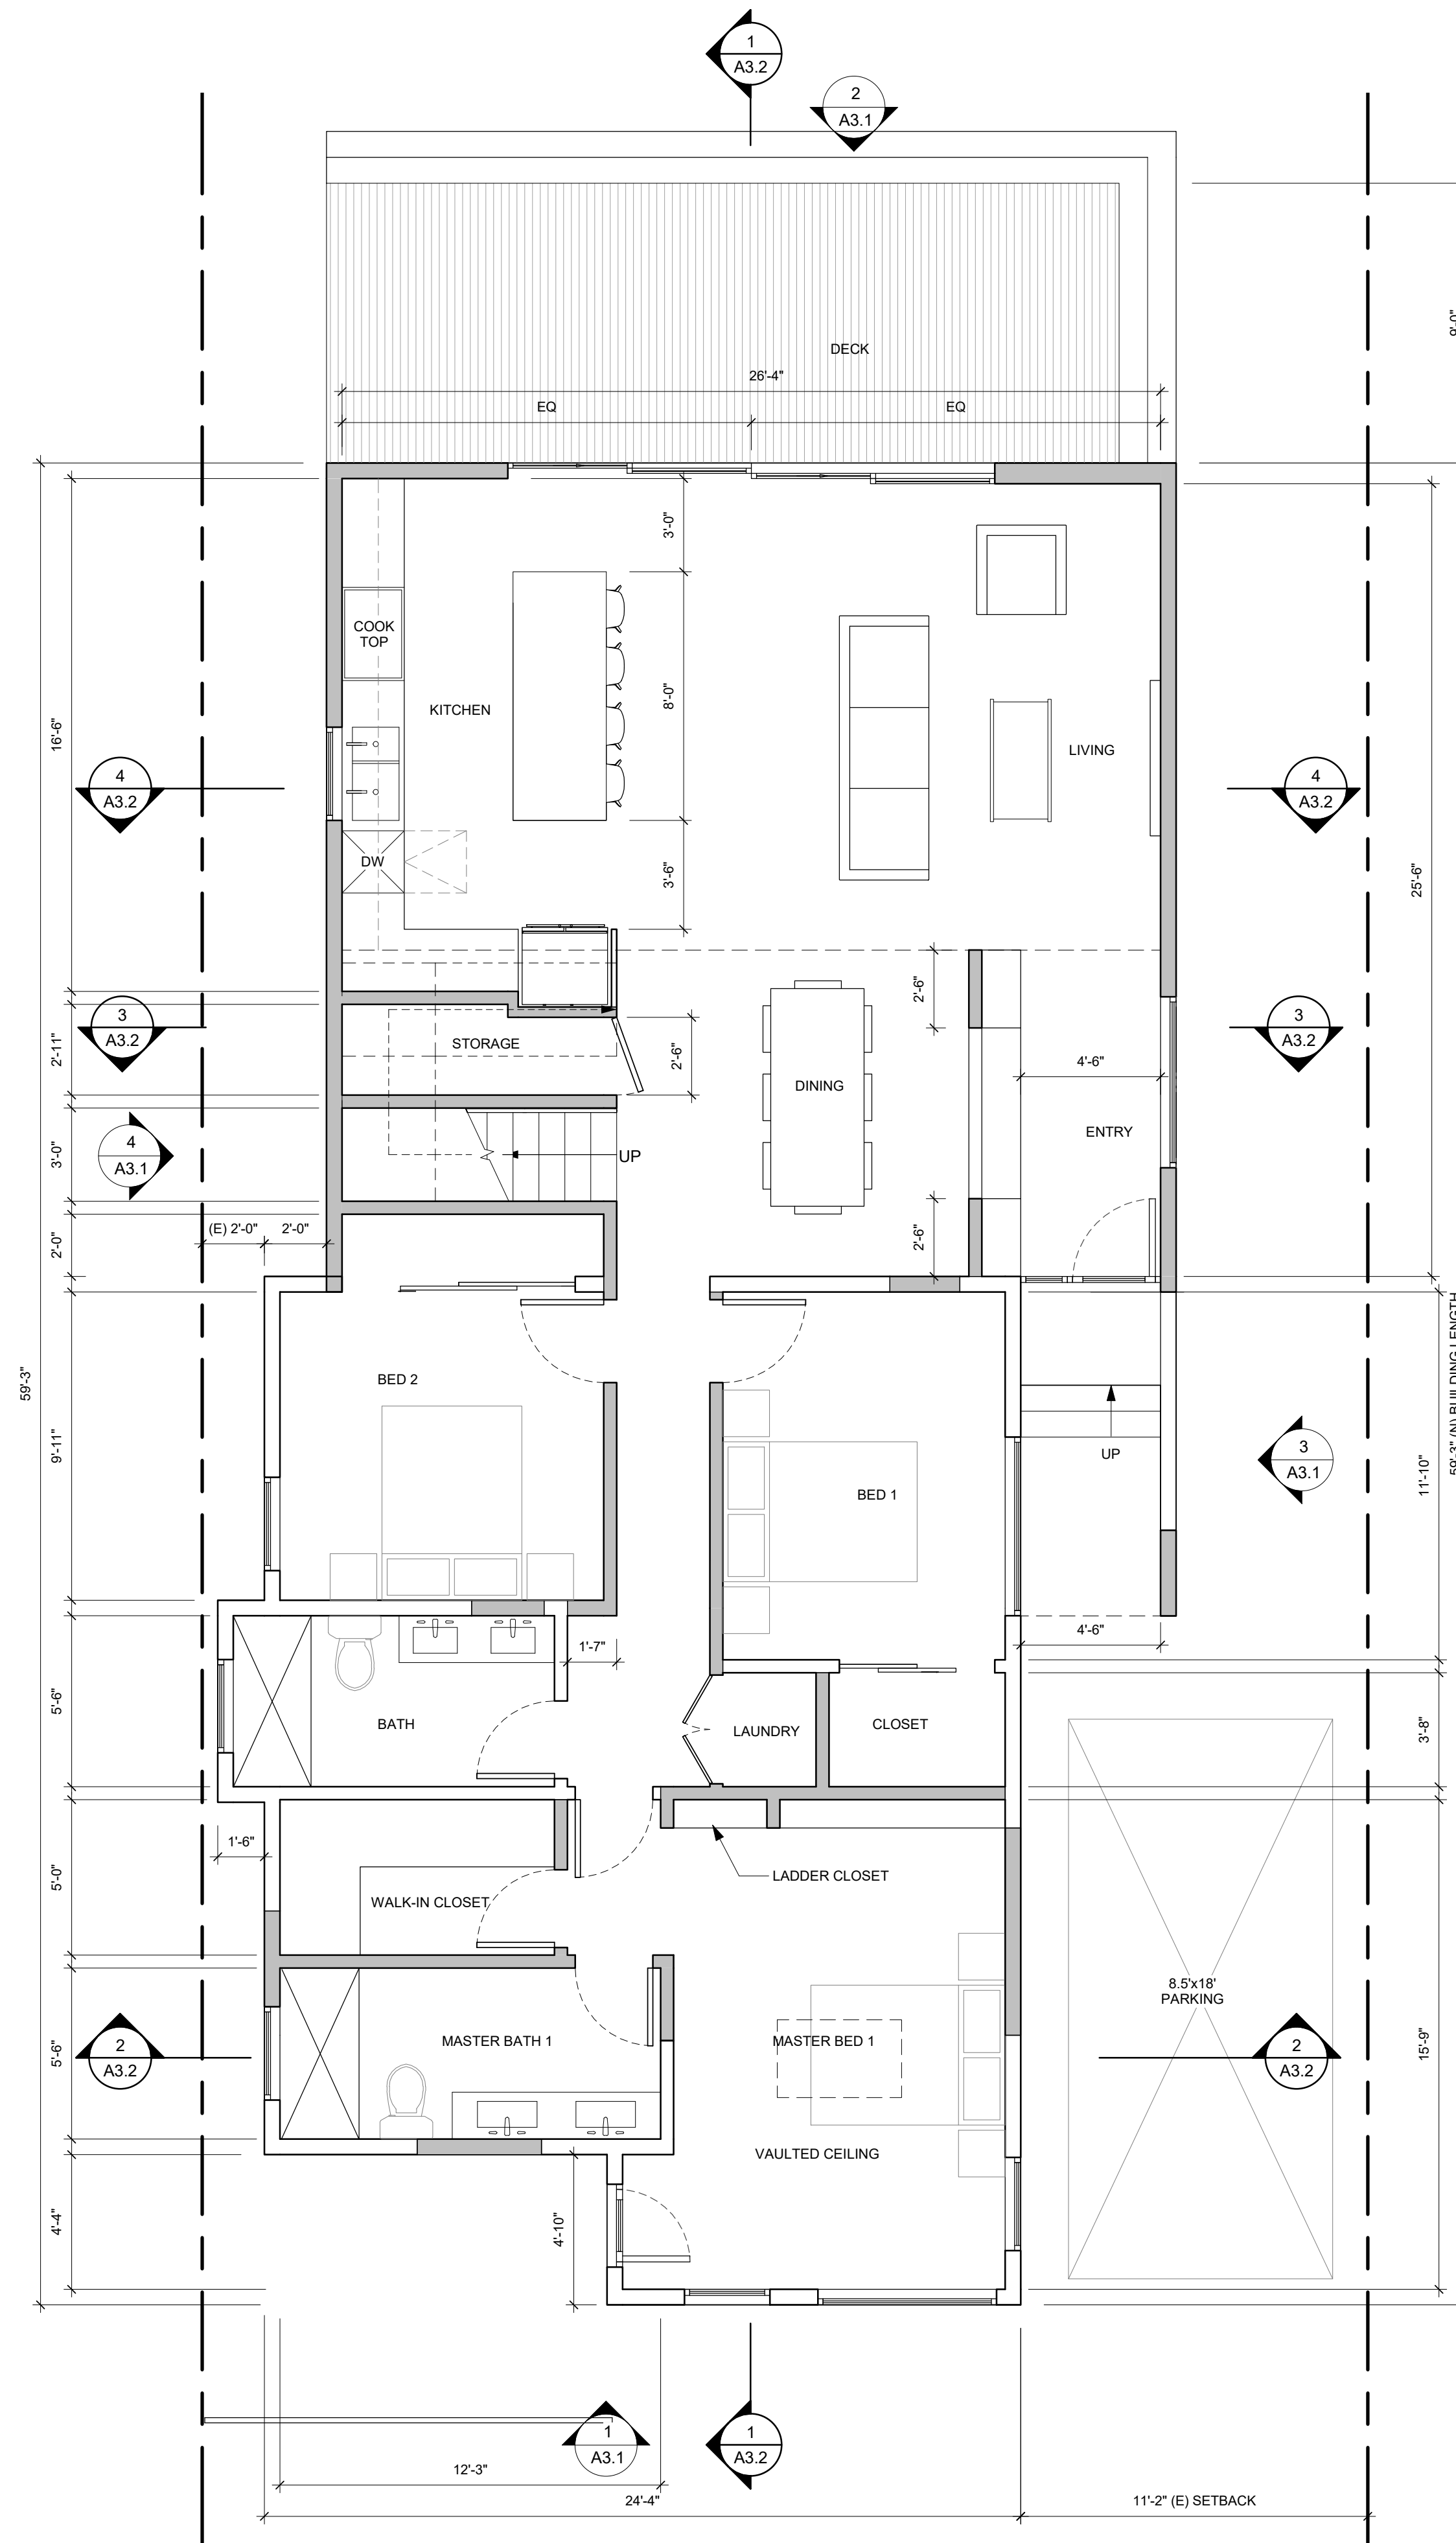 1
A3.2
2
A3.1
9'-0"
DECK
26'-4"
EQ
EQ
3'-0"
COOK
TOP
8'-0"
KITCHEN
16'-6"
LIVING
4
A3.2
4
A3.2
DW
3'-6"
25'-6"
2'-6"
3
A3.2
3
A3.2
STORAGE
2'-11"
2'-6"
4'-6"
DINING
ENTRY
4
A3.1
3'-0"
UP
(E) 2'-0"
2'-0"
2'-0"
2'-6"
59'-3"
BED 2
59'-3" (N) BUILDING LENGTH
9'-11"
UP
3
A3.1
11'-10"
BED 1
4'-6"
1'-7"
5'-6"
BATH
LAUNDRY
CLOSET
3'-8"
1'-6"
5'-0"
LADDER CLOSET
WALK-IN CLOSET
8.5'x18'
PARKING
2
A3.2
5'-6"
MASTER BATH 1
MASTER BED 1
2
A3.2
15'-9"
VAULTED CEILING
4'-4"
4'-10"
1
A3.1
1
A3.2
12'-3"
24'-4"
11'-2" (E) SETBACK